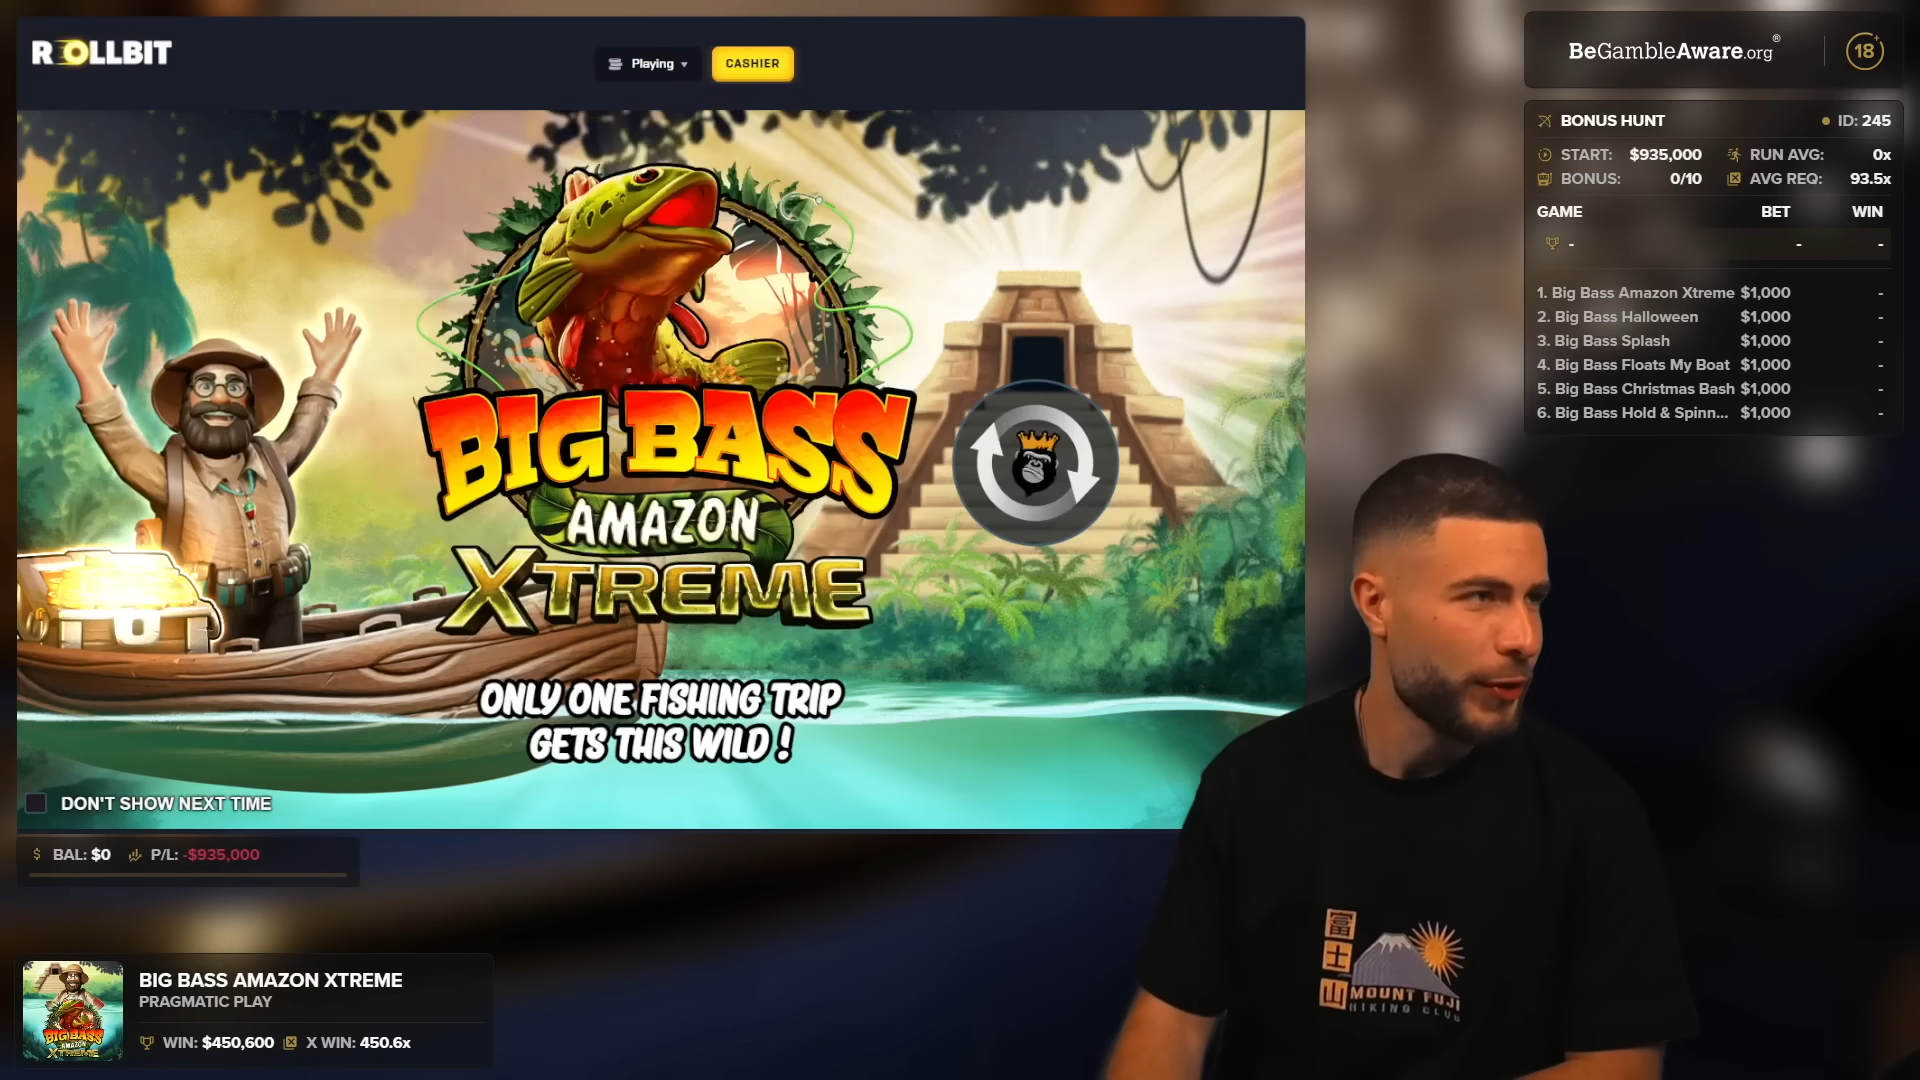 ROLLBIT
Playing
CASHIER
BeGambleAware.org®
18+
BONUS HUNT
ID: 245
START: $935,000
RUN AVG: 0x
BONUS: 0/10
AVG REQ: 93.5x
GAME BET WIN
- - -
1. Big Bass Amazon Xtreme $1,000 -
2. Big Bass Halloween $1,000 -
3. Big Bass Splash $1,000 -
4. Big Bass Floats My Boat $1,000 -
5. Big Bass Christmas Bash $1,000 -
6. Big Bass Hold & Spinn... $1,000 -
BIG BASS
AMAZON
XTREME
ONLY ONE FISHING TRIP
GETS THIS WILD !
DON'T SHOW NEXT TIME
BAL: $0 P/L: -$935,000
富士山
MOUNT FUJI
HIKING CLUB
BIG BASS
AMAZON
XTREME
BIG BASS AMAZON XTREME
PRAGMATIC PLAY
WIN: $450,600 X WIN: 450.6x